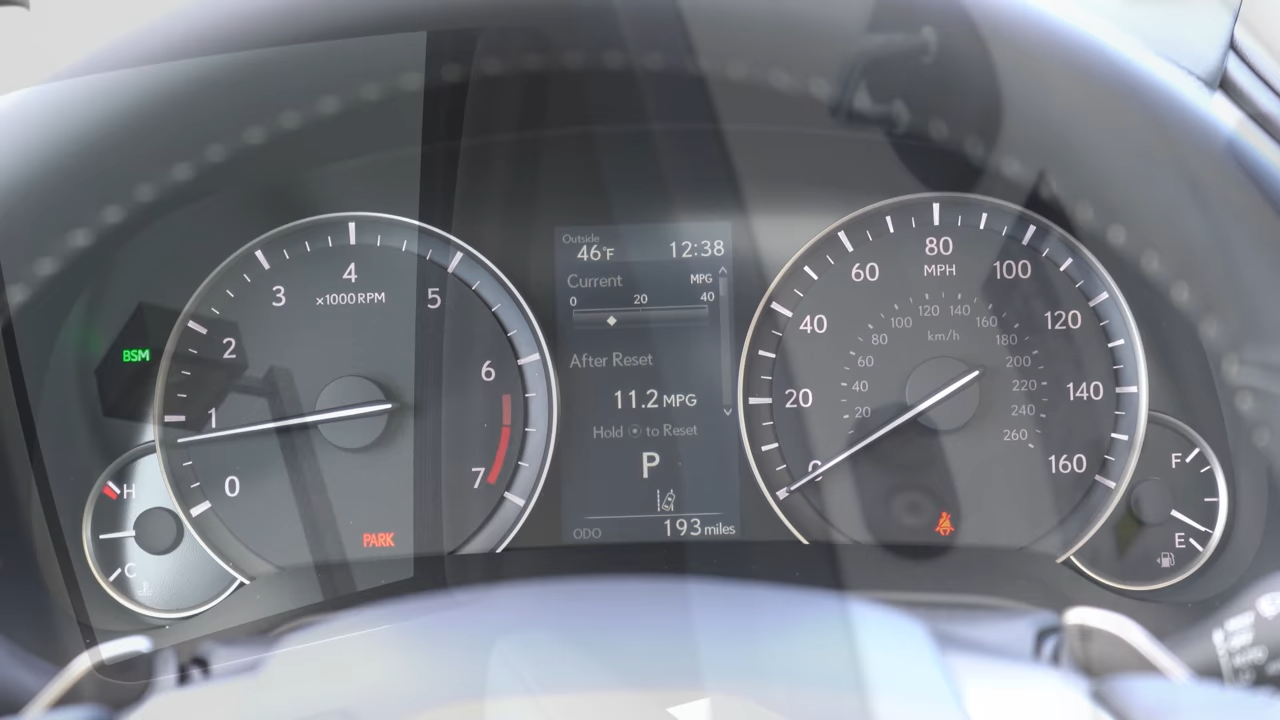 BSM
0
1
2
3
4
5
6
7
x1000RPM
PARK
H
C
Outside
46°F 12:38
Current MPG
0 20 40
After Reset
11.2 MPG
Hold to Reset
P
ODO 193 miles
0
20
40
60
80
100
120
140
160
MPH
20
40
60
80
100
120
140
160
180
200
220
240
260
km/h
F
E